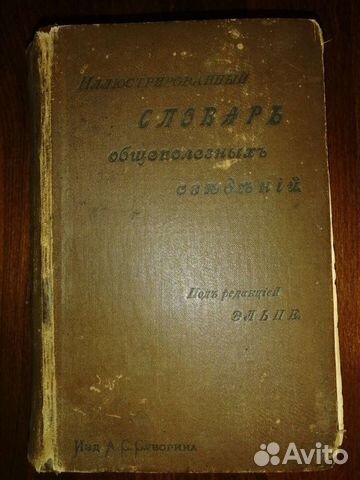 Иллюстрированный
СЛОВАРЬ
общеполезныхъ
свѣдѣній.
Подъ редакціей
ЭЛЬПЕ.
Изд. А. С. Суворина
Avito